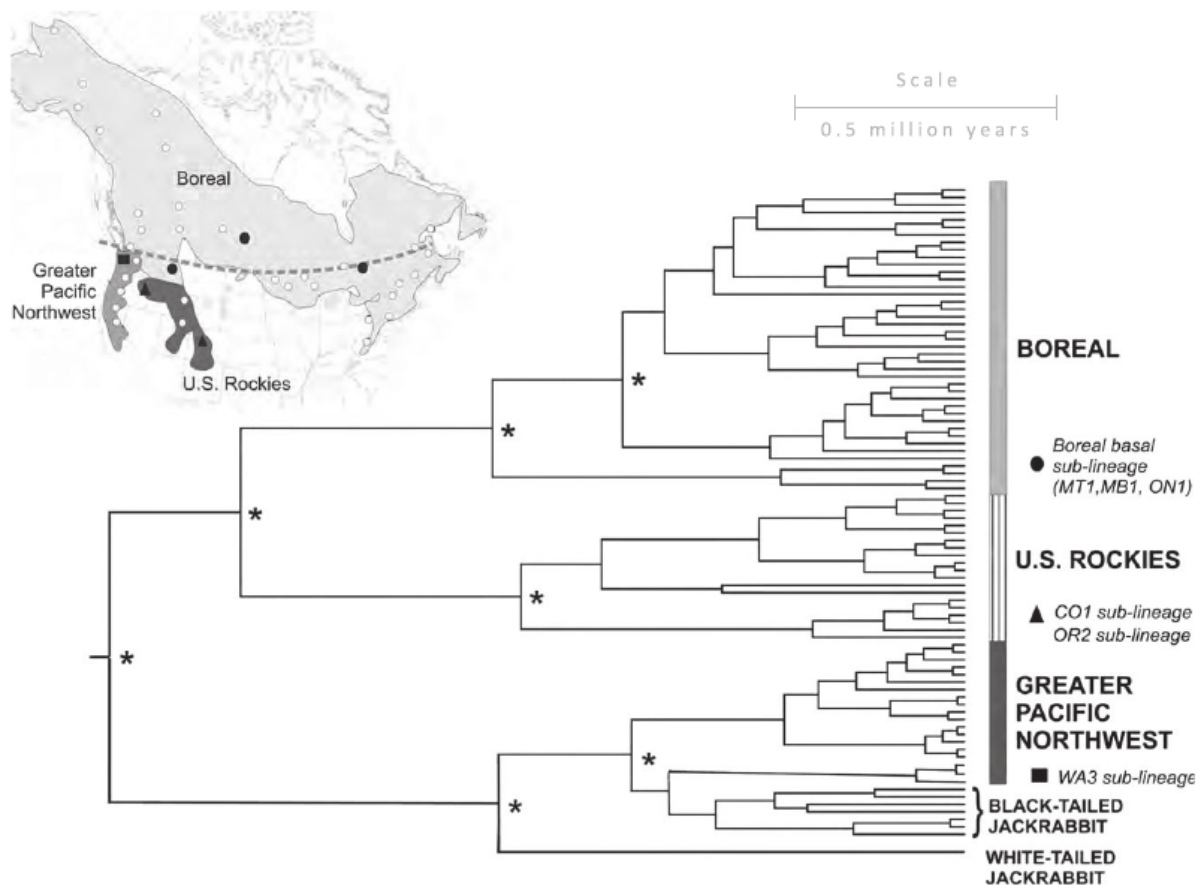 Scale
0.5 million years
Boreal
Greater
Pacific
Northwest
U.S. Rockies
*
*
*
*
*
*
*
BOREAL
Boreal basal
sub-lineage
(MT1,MB1, ON1)
U.S. ROCKIES
CO1 sub-lineage
OR2 sub-lineage
GREATER
PACIFIC
NORTHWEST
WA3 sub-lineage
BLACK-TAILED
JACKRABBIT
WHITE-TAILED
JACKRABBIT